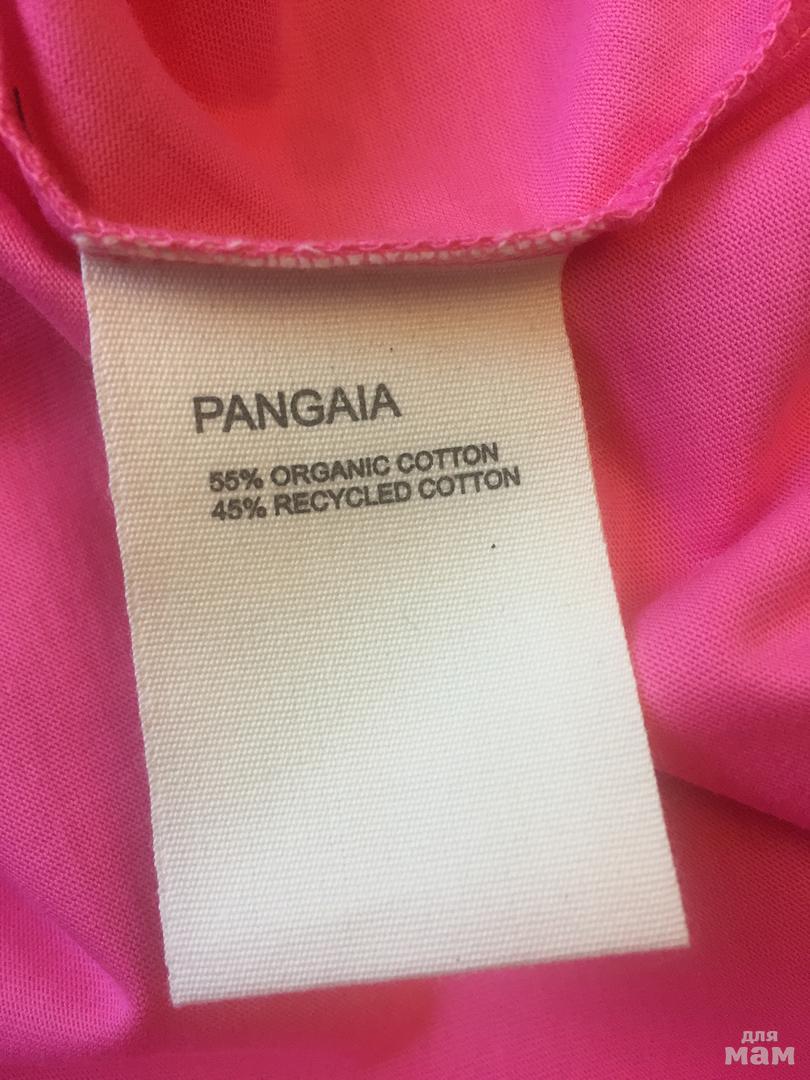 PANGAIA
55% ORGANIC COTTON
45% RECYCLED COTTON
для
мам